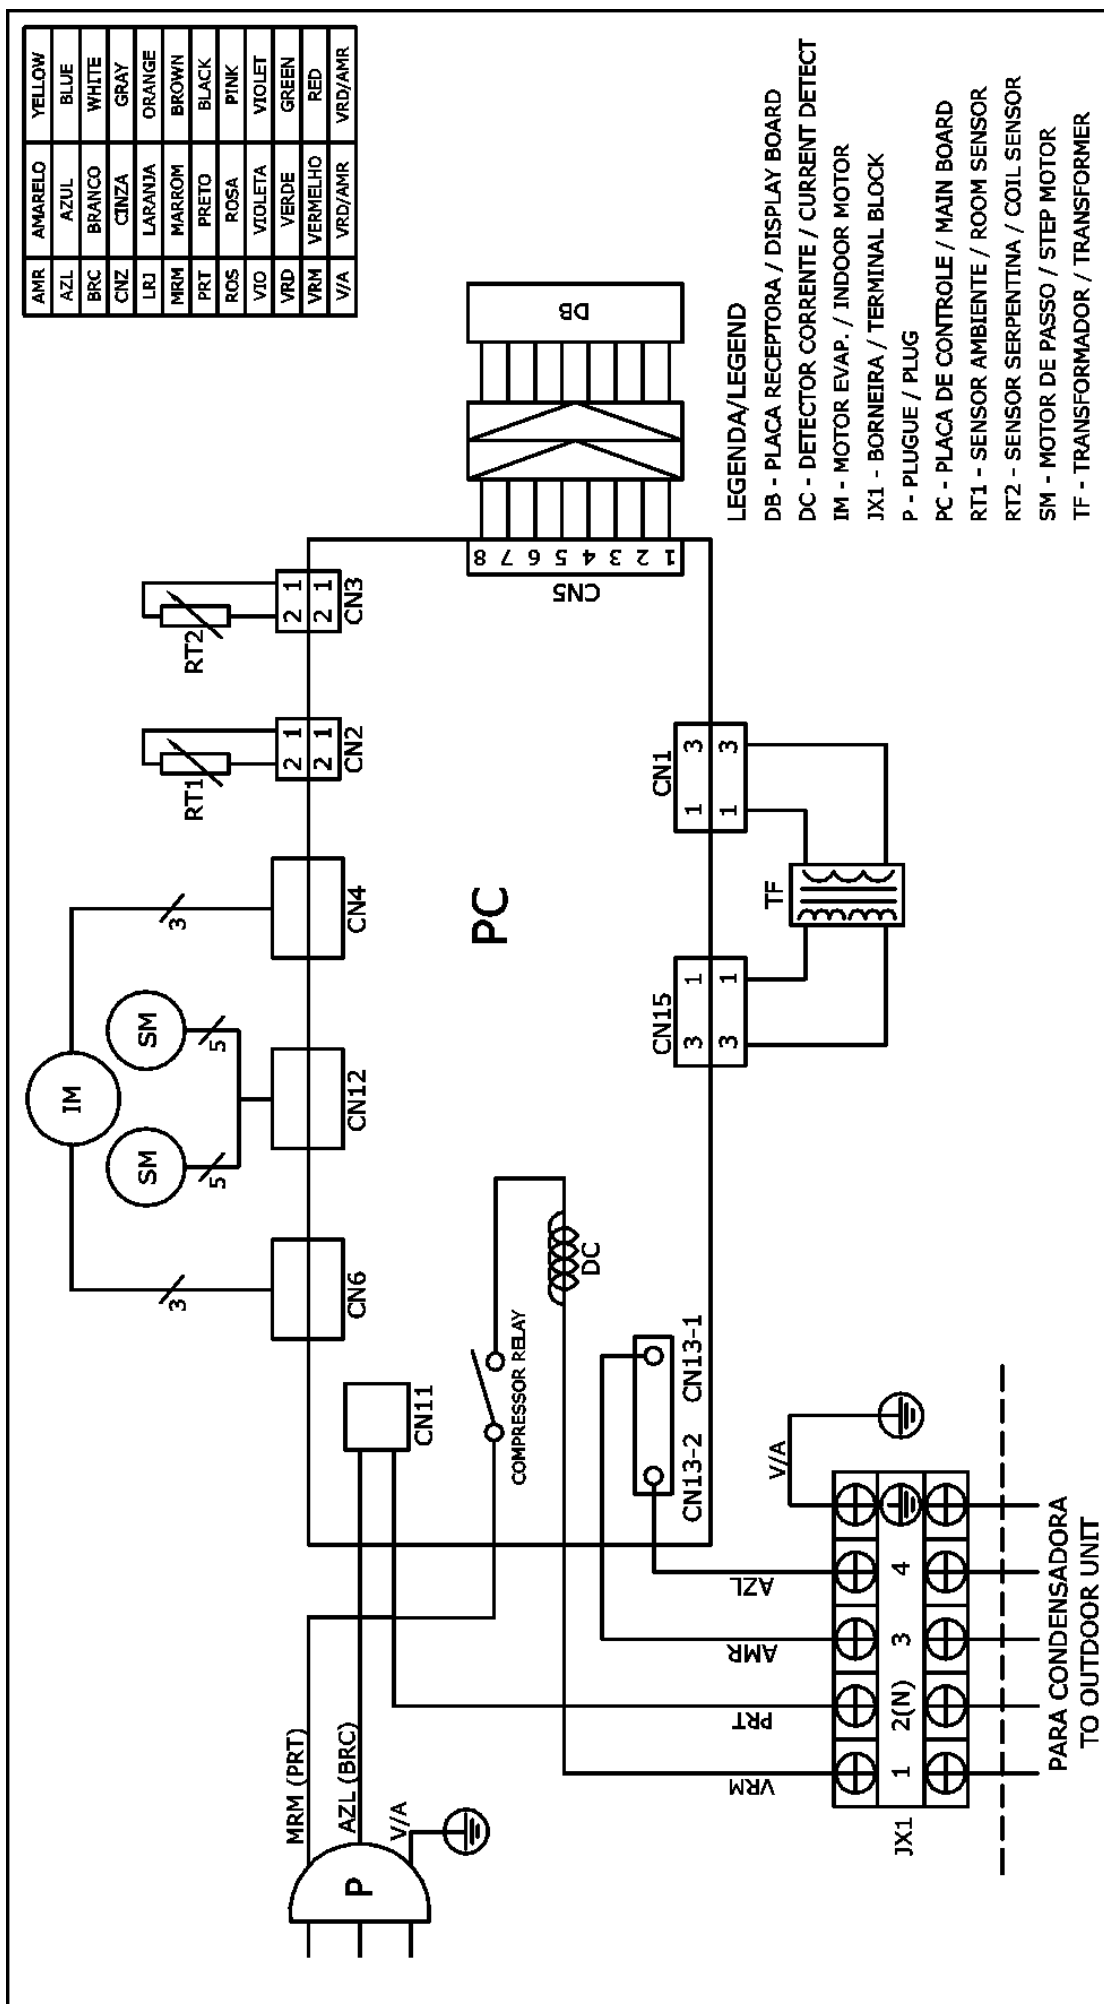 AMR AMARELO YELLOW
AZL AZUL BLUE
BRC BRANCO WHITE
CNZ CINZA GRAY
LRJ LARANJA ORANGE
MRM MARROM BROWN
PRT PRETO BLACK
ROS ROSA PINK
VIO VIOLETA VIOLET
VRD VERDE GREEN
VRM VERMELHO RED
V/A VRD/AMR VRD/AMR
IM
SM
SM
3
5
5
3
RT1
RT2
2 1
2 1
2 1
2 1
CN6
CN12
CN4
CN2
CN3
CN11
P
MRM (PRT)
AZL (BRC)
V/A
COMPRESSOR RELAY
DC
PC
CN5
8
7
6
5
4
3
2
1
DB
CN13-2
CN13-1
CN15
3 1
3 1
CN1
1 3
1 3
TF
VRM
PRT
AMR
AZL
V/A
JX1
1
2(N)
3
4
PARA CONDENSADORA
TO OUTDOOR UNIT
LEGENDA/LEGEND
DB - PLACA RECEPTORA / DISPLAY BOARD
DC - DETECTOR CORRENTE / CURRENT DETECT
IM - MOTOR EVAP. / INDOOR MOTOR
JX1 - BORNEIRA / TERMINAL BLOCK
P - PLUGUE / PLUG
PC - PLACA DE CONTROLE / MAIN BOARD
RT1 - SENSOR AMBIENTE / ROOM SENSOR
RT2 - SENSOR SERPENTINA / COIL SENSOR
SM - MOTOR DE PASSO / STEP MOTOR
TF - TRANSFORMADOR / TRANSFORMER